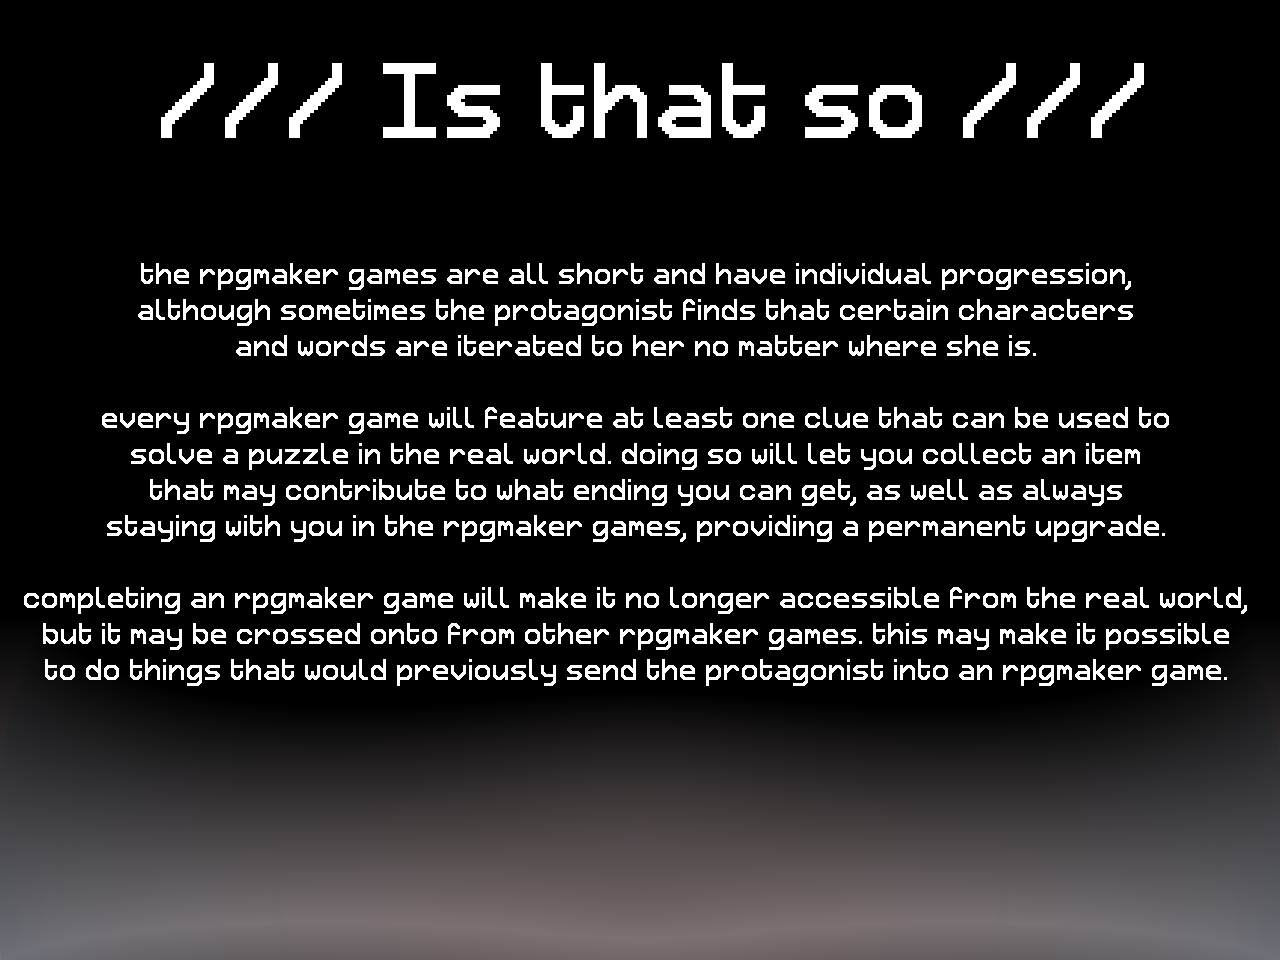 /// Is that so ///
the rpgmaker games are all short and have individual progression,
although sometimes the protagonist finds that certain characters
and words are iterated to her no matter where she is.
every rpgmaker game will feature at least one clue that can be used to
solve a puzzle in the real world. doing so will let you collect an item
that may contribute to what ending you can get, as well as always
staying with you in the rpgmaker games, providing a permanent upgrade.
completing an rpgmaker game will make it no longer accessible from the real world,
but it may be crossed onto from other rpgmaker games. this may make it possible
to do things that would previously send the protagonist into an rpgmaker game.